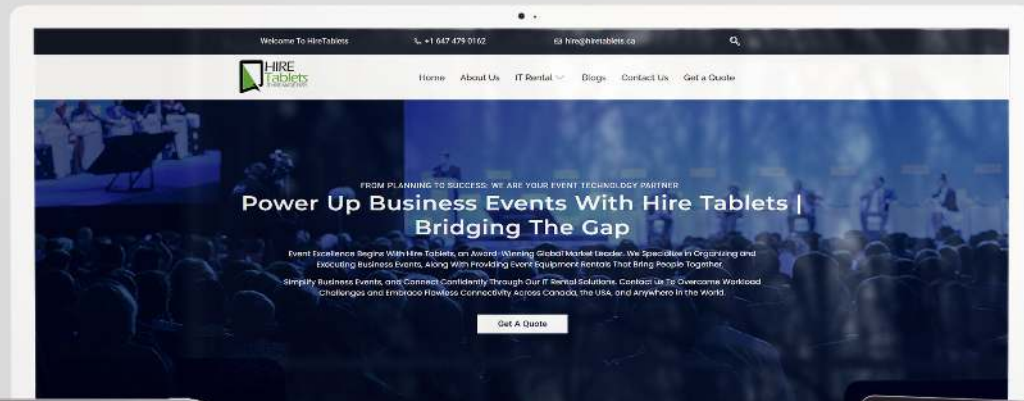 Welcome To HireTablets
+1 647 479 0162
hire@hiretablets.ca
HIRE
Tablets
Home About Us IT Rental Blogs Contact Us Get a Quote
FROM PLANNING TO SUCCESS: WE ARE YOUR EVENT TECHNOLOGY PARTNER
Power Up Business Events With Hire Tablets |
Bridging The Gap
Event Excellence Begins With Hire Tablets, an Award-Winning Global Market Leader. We Specialize in Organizing and
Executing Business Events, Along With Providing Event Equipment Rentals That Bring People Together.
Simplify Business Events, and Connect Confidently Through Our IT Rental Solutions. Contact us To Overcome Workload
Challenges and Embrace Flawless Connectivity Across Canada, the USA, and Anywhere in the World.
Get A Quote